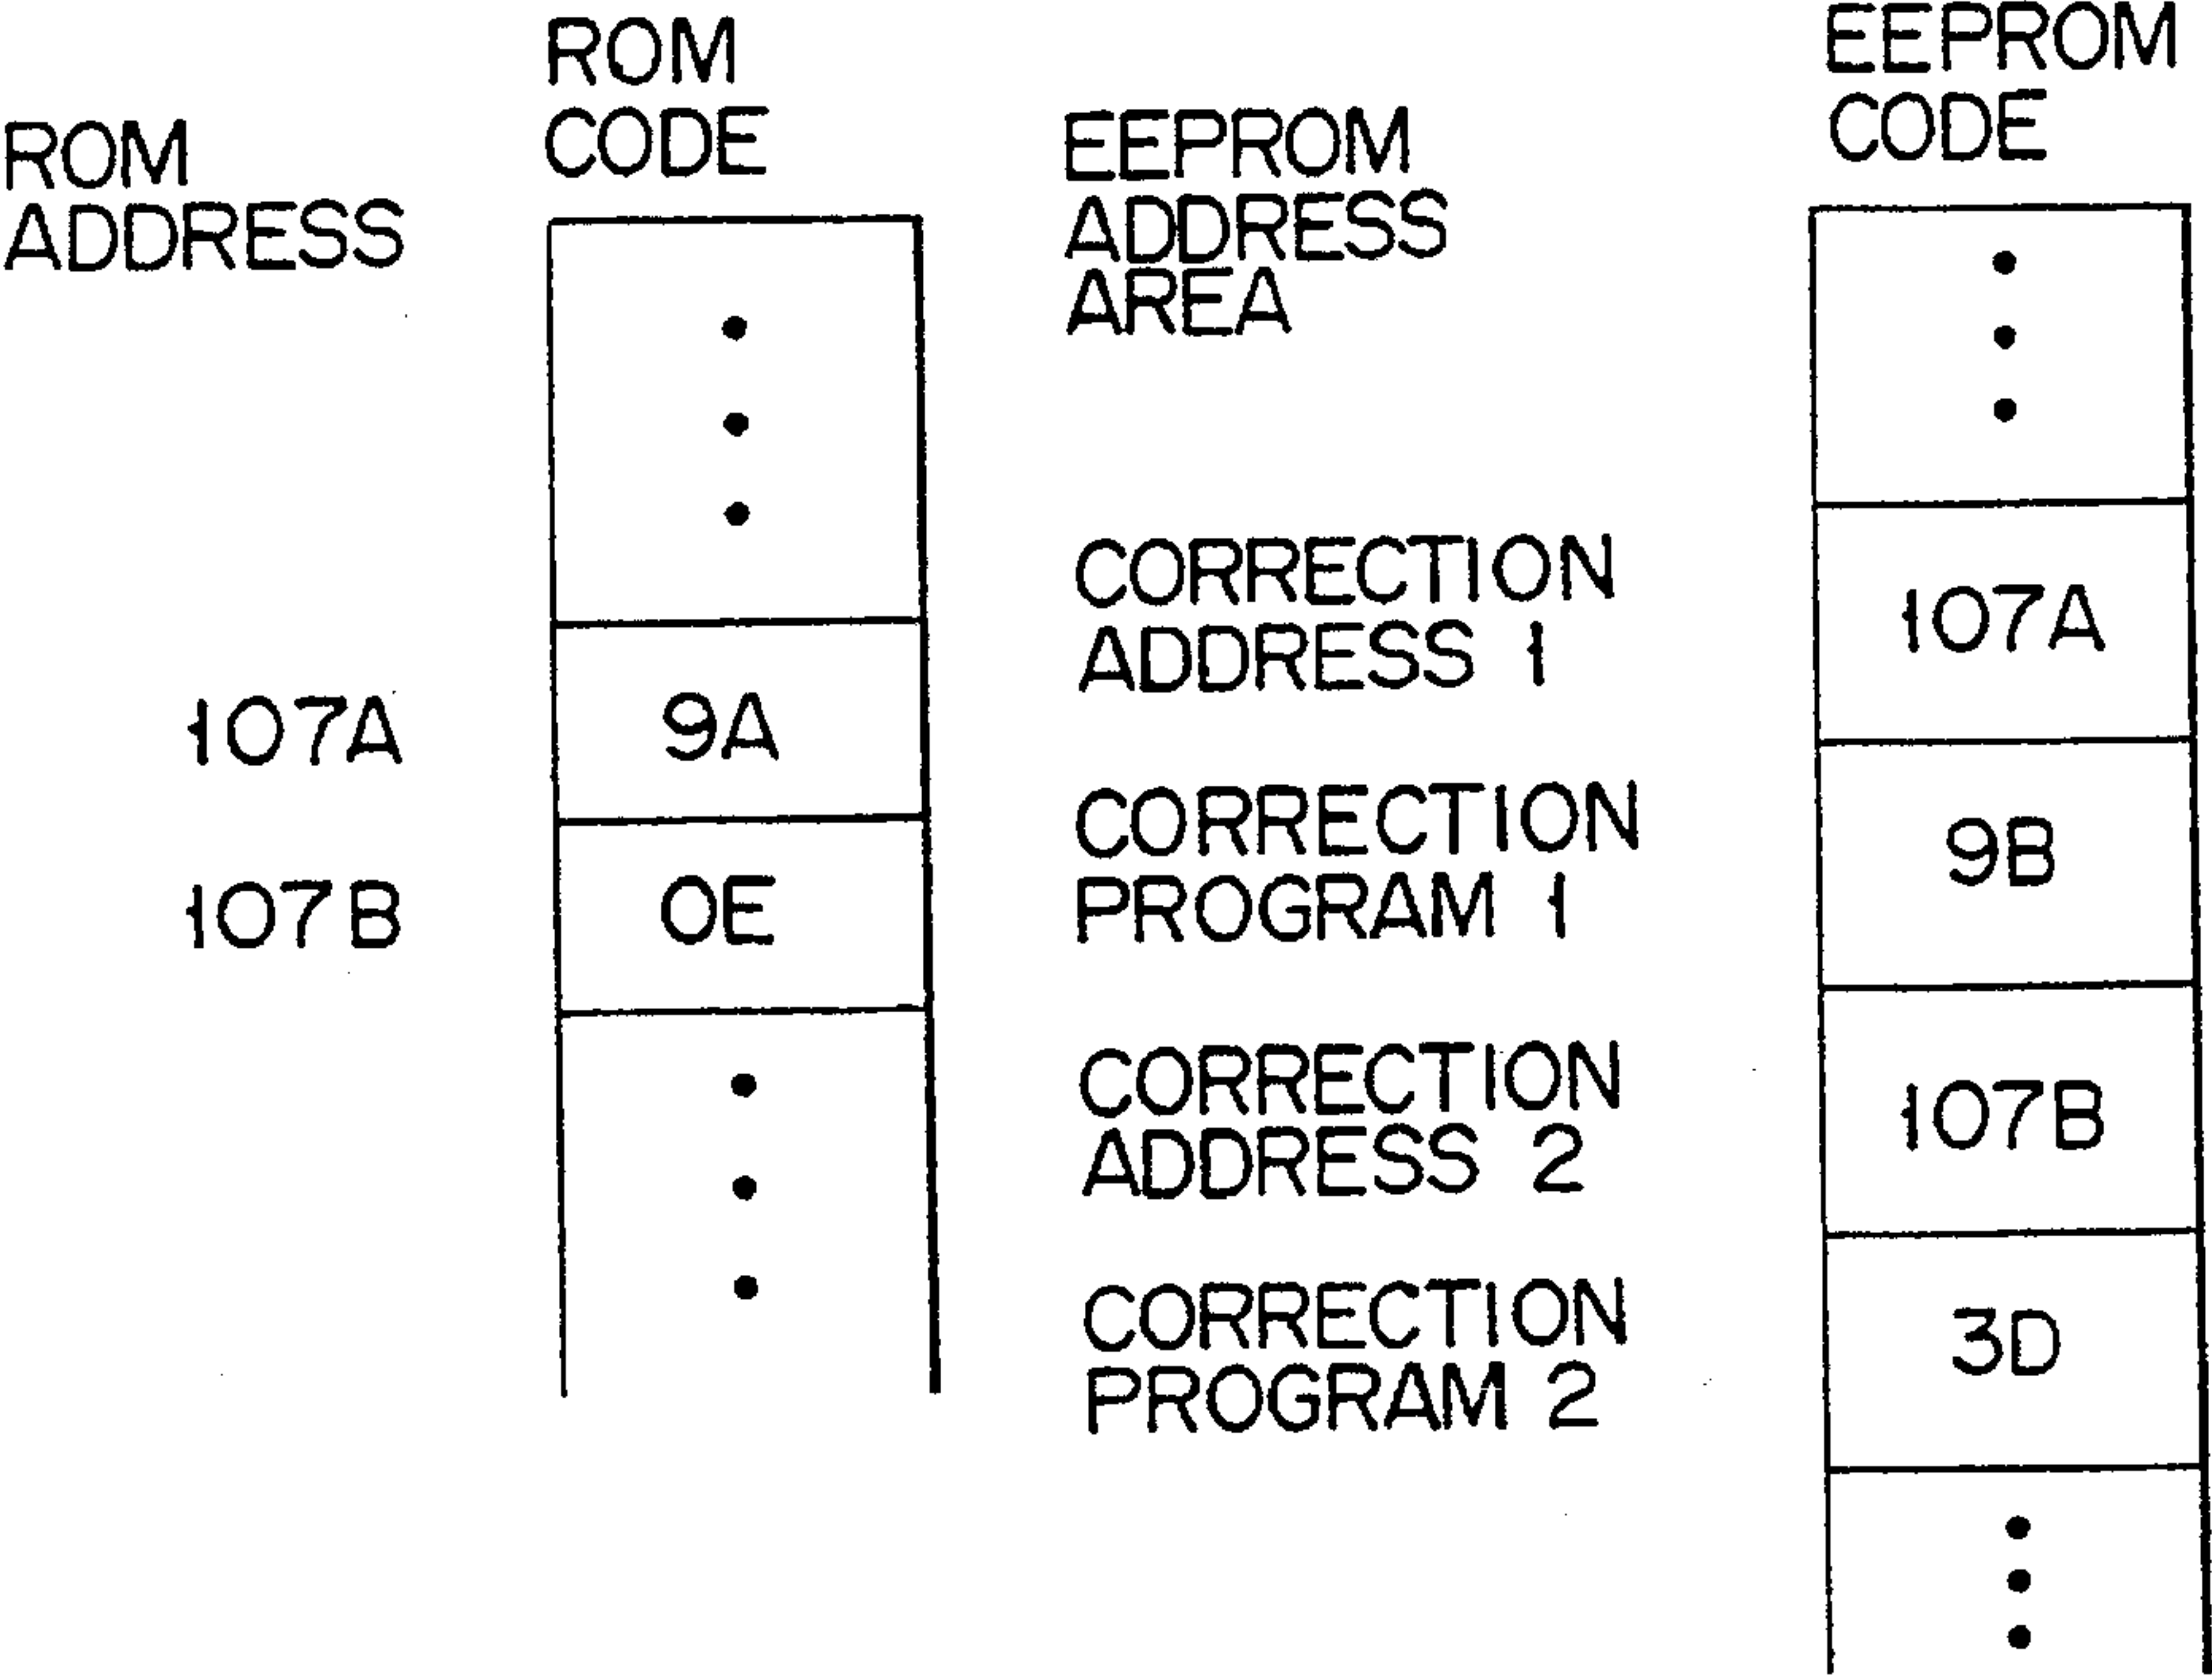 ROM
ADDRESS
ROM
CODE
107A
9A
107B
0E
EEPROM
ADDRESS
AREA
EEPROM
CODE
CORRECTION
ADDRESS 1
107A
CORRECTION
PROGRAM 1
9B
CORRECTION
ADDRESS 2
107B
CORRECTION
PROGRAM 2
3D